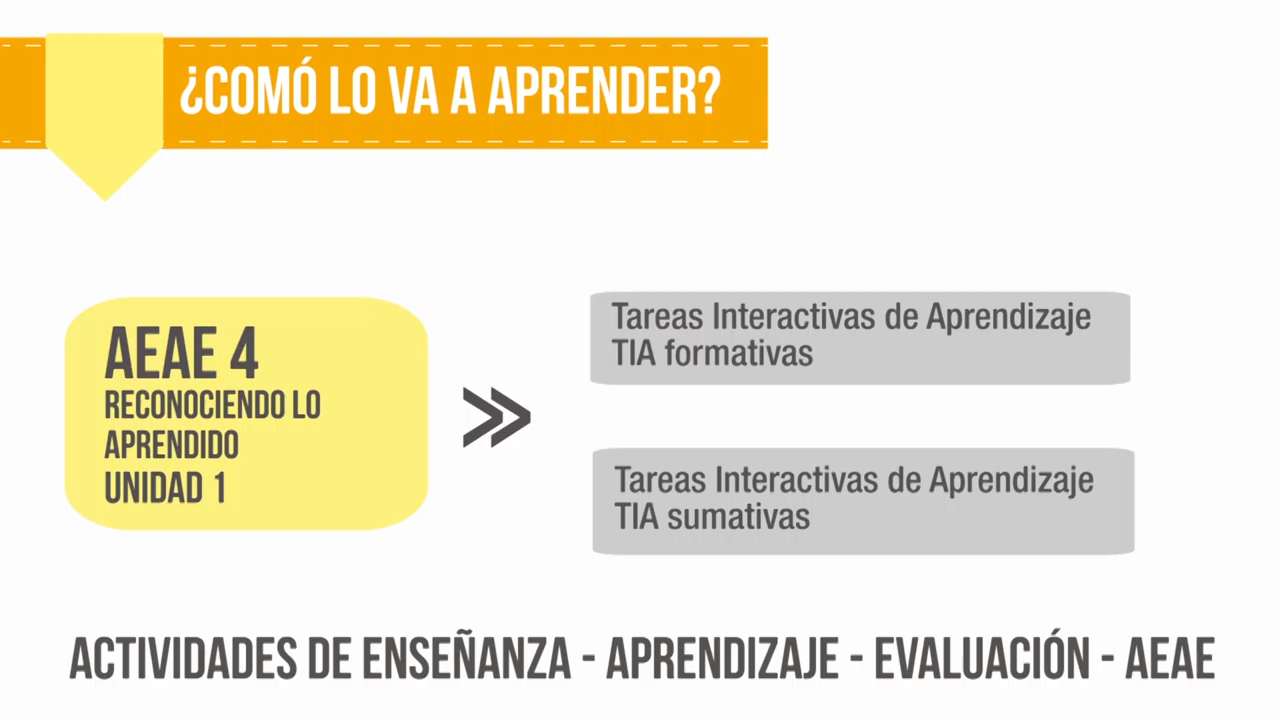 ¿COMÓ LO VA A APRENDER?
AEAE 4
RECONOCIENDO LO
APRENDIDO
UNIDAD 1
Tareas Interactivas de Aprendizaje
TIA formativas
Tareas Interactivas de Aprendizaje
TIA sumativas
ACTIVIDADES DE ENSEÑANZA - APRENDIZAJE - EVALUACIÓN - AEAE